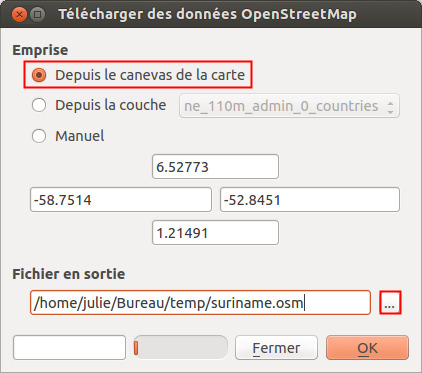 Télécharger des données OpenStreetMap
Emprise
Depuis le canevas de la carte
Depuis la couche ne_110m_admin_0_countries
Manuel
6.52773
-58.7514 -52.8451
1.21491
Fichier en sortie
/home/julie/Bureau/temp/suriname.osm ...
Fermer OK